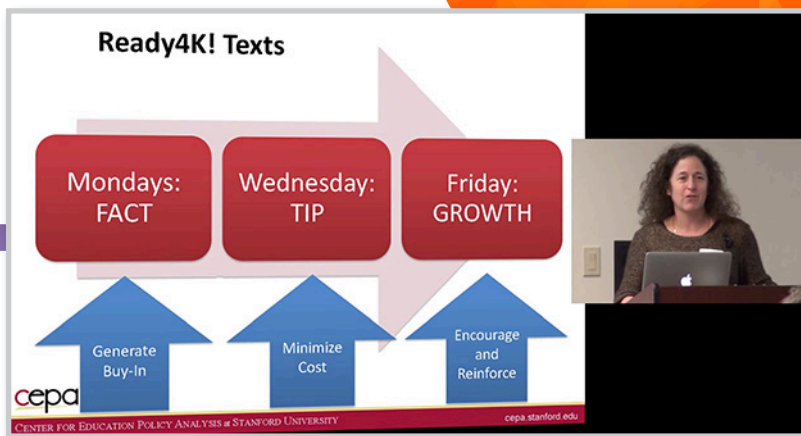 Ready4K! Texts
Mondays:
FACT
Wednesday:
TIP
Friday:
GROWTH
Generate
Buy-In
Minimize
Cost
Encourage
and
Reinforce
cepa
CENTER FOR EDUCATION POLICY ANALYSIS at STANFORD UNIVERSITY
cepa.stanford.edu